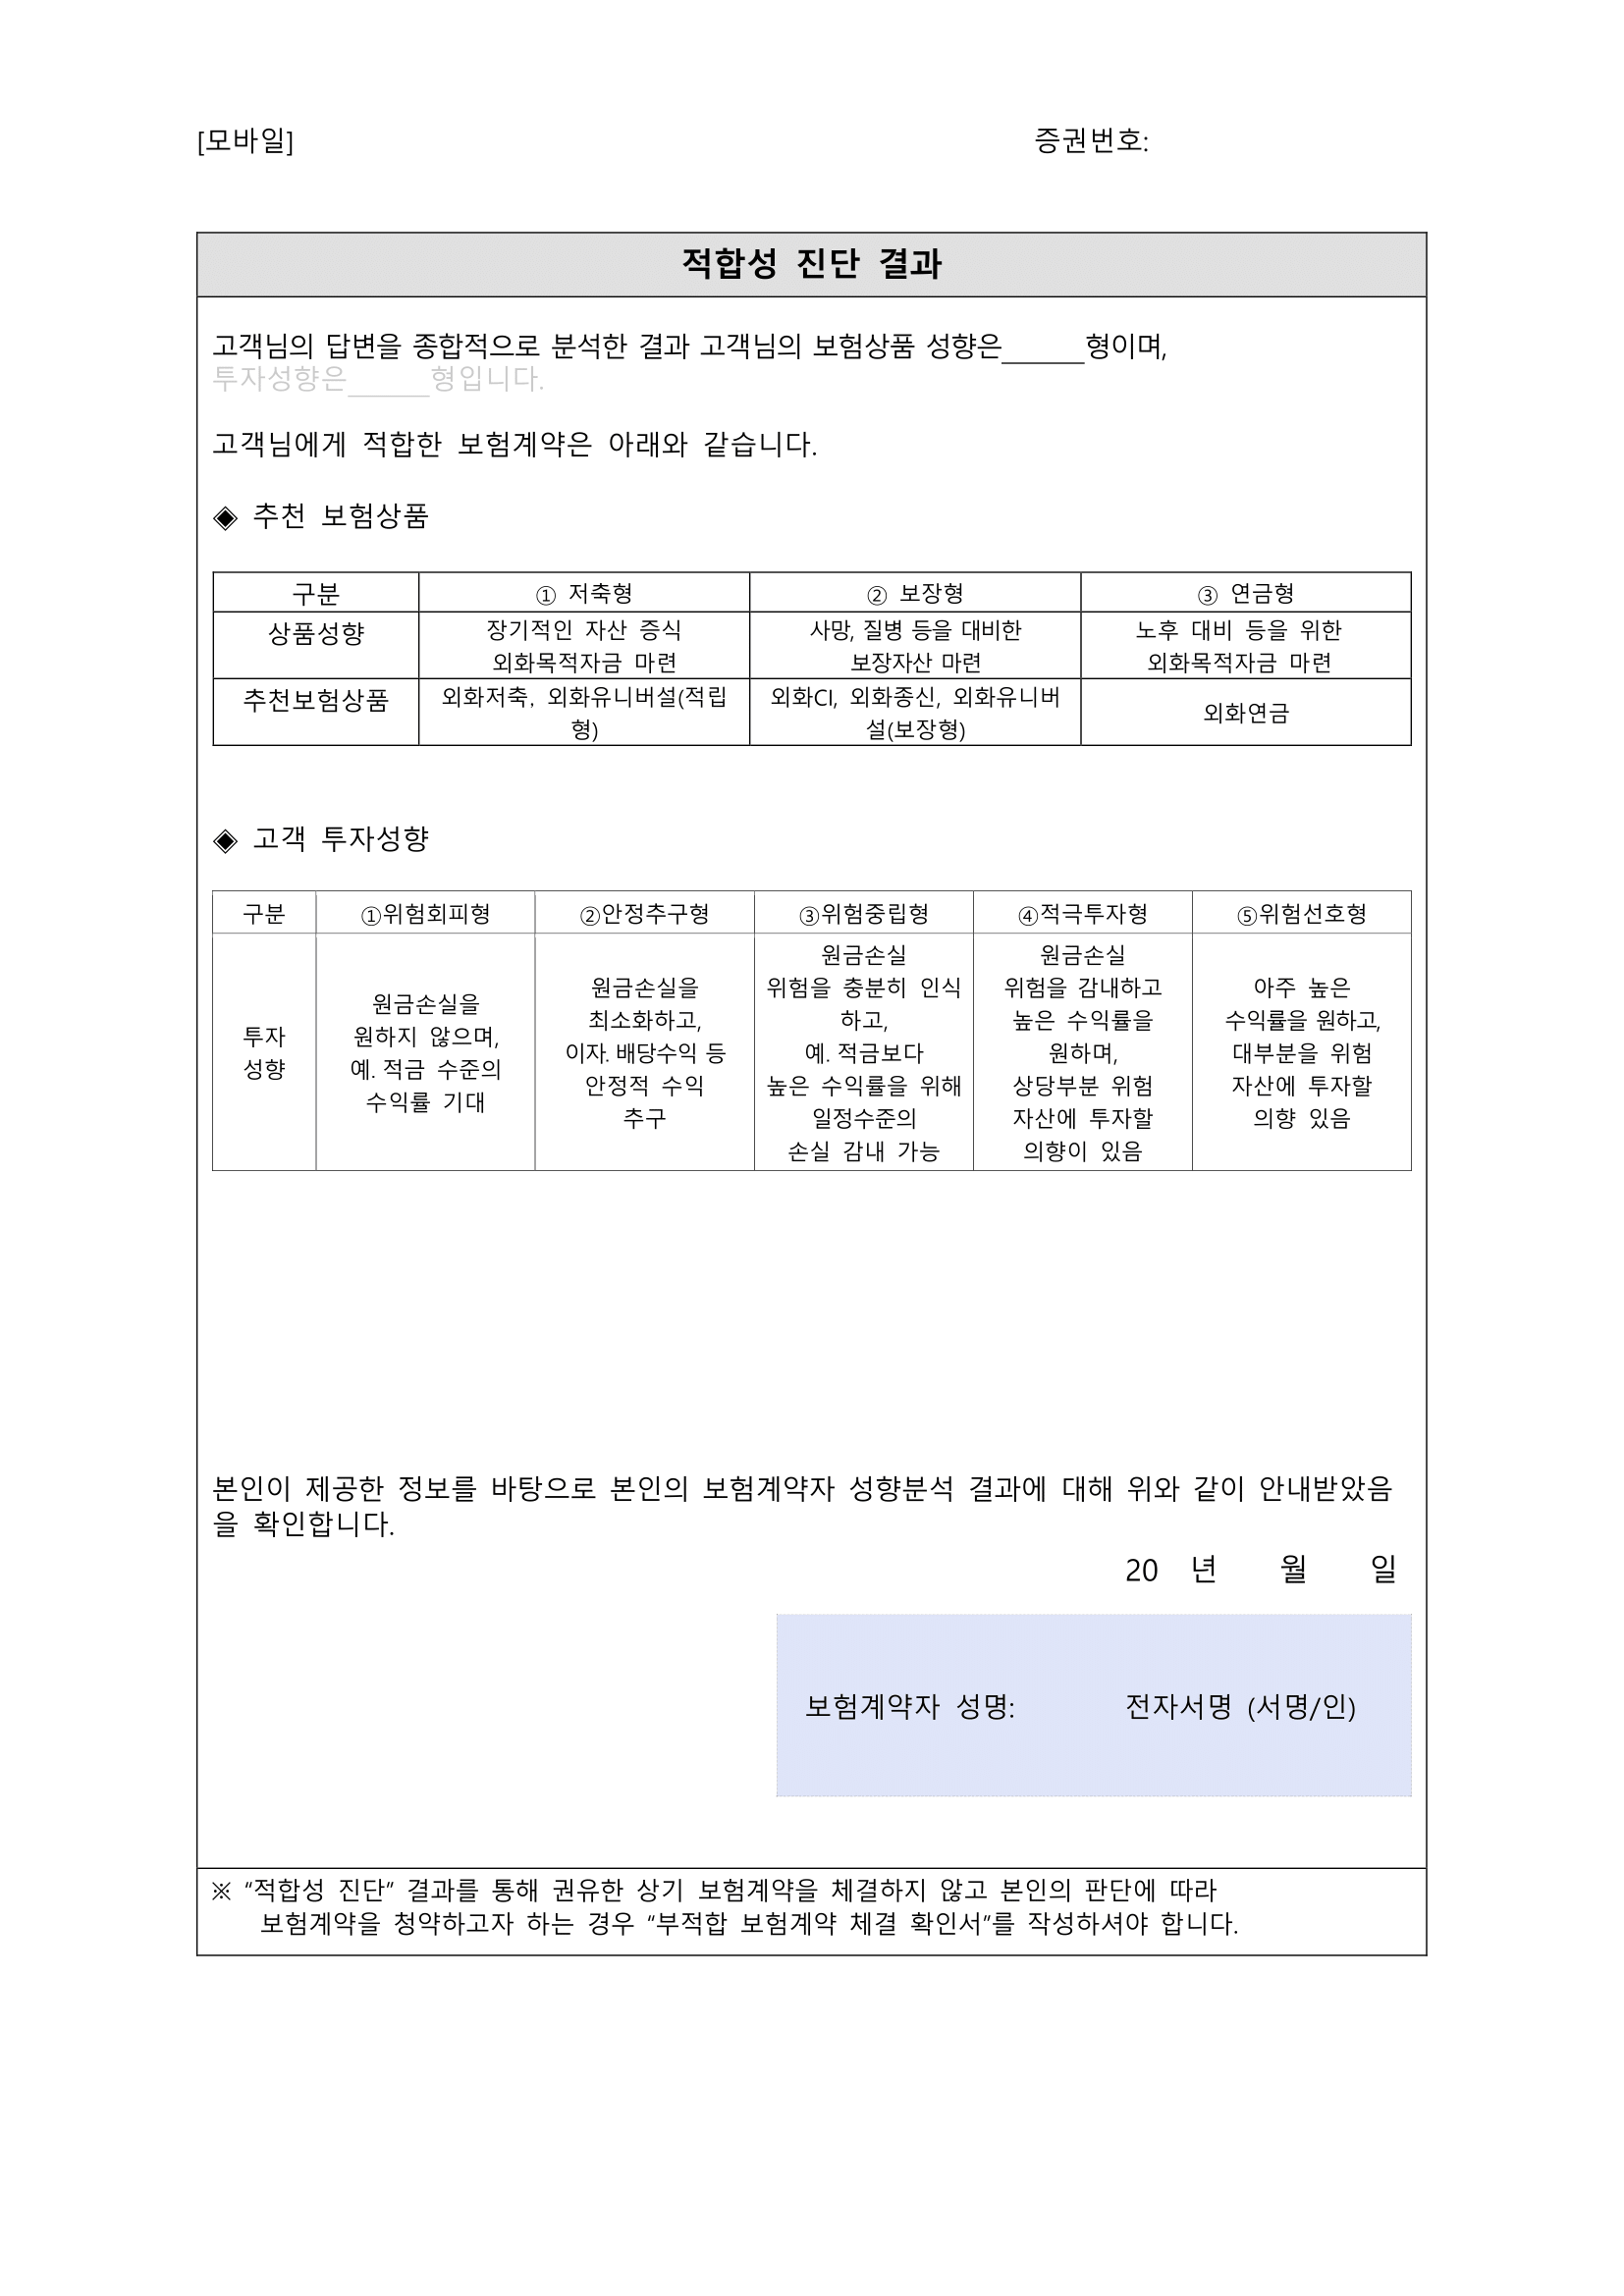 [모바일] 증권번호:
적합성 진단 결과
고객님의 답변을 종합적으로 분석한 결과 고객님의 보험상품 성향은______형이며,
투자성향은______형입니다.
고객님에게 적합한 보험계약은 아래와 같습니다.
◈ 추천 보험상품
구분 ① 저축형 ② 보장형 ③ 연금형
상품성향
장기적인 자산 증식
외화목적자금 마련
사망, 질병 등을 대비한
보장자산 마련
노후 대비 등을 위한
외화목적자금 마련
추천보험상품
외화저축, 외화유니버설(적립
형)
외화CI, 외화종신, 외화유니버
설(보장형)
외화연금
◈ 고객 투자성향
구분 ①위험회피형 ②안정추구형 ③위험중립형 ④적극투자형 ⑤위험선호형
투자
성향
원금손실을
원하지 않으며,
예. 적금 수준의
수익률 기대
원금손실을
최소화하고,
이자. 배당수익 등
안정적 수익
추구
원금손실
위험을 충분히 인식
하고,
예. 적금보다
높은 수익률을 위해
일정수준의
손실 감내 가능
원금손실
위험을 감내하고
높은 수익률을
원하며,
상당부분 위험
자산에 투자할
의향이 있음
아주 높은
수익률을 원하고,
대부분을 위험
자산에 투자할
의향 있음
본인이 제공한 정보를 바탕으로 본인의 보험계약자 성향분석 결과에 대해 위와 같이 안내받았음
을 확인합니다.
20 년 월 일
보험계약자 성명: 전자서명 (서명/인)
※ “적합성 진단” 결과를 통해 권유한 상기 보험계약을 체결하지 않고 본인의 판단에 따라
보험계약을 청약하고자 하는 경우 “부적합 보험계약 체결 확인서”를 작성하셔야 합니다.